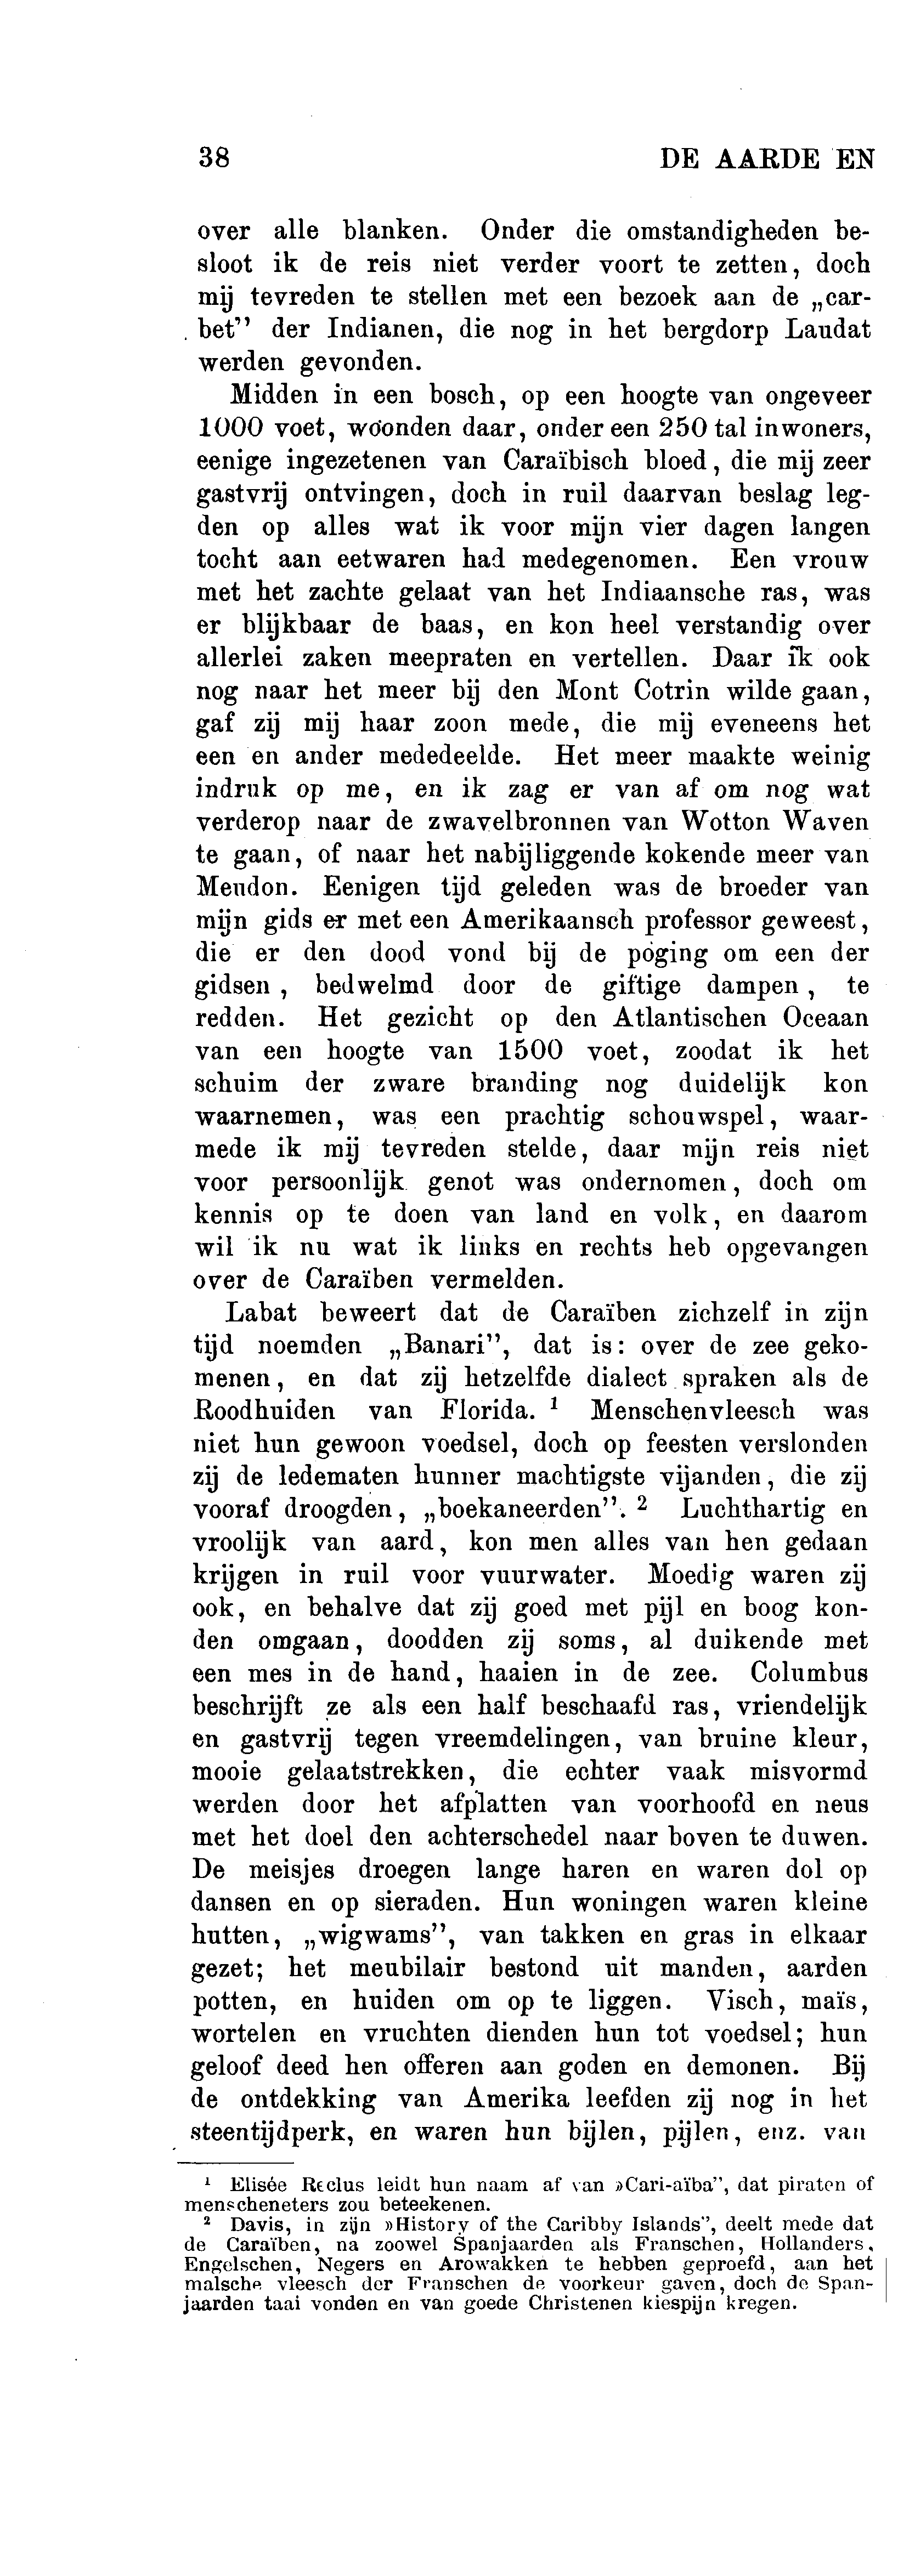 38 DE AARDE EN
over alle blanken. Onder die omstandigheden be-
sloot ik de reis niet verder voort te zetten, doch
mij tevreden te stellen met een bezoek aan de „car-
bet” der Indianen, die nog in het bergdorp Laudat
werden gevonden.
Midden in een bosch, op een hoogte van ongeveer
1000 voet, woonden daar, onder een 250 tal inwoners,
eenige ingezetenen van Caraïbisch bloed, die mij zeer
gastvrij ontvingen, doch in ruil daarvan beslag leg-
den op alles wat ik voor mijn vier dagen langen
tocht aan eetwaren had medegenomen. Een vrouw
met het zachte gelaat van het Indiaansche ras, was
er blijkbaar de baas, en kon heel verstandig over
allerlei zaken meepraten en vertellen. Daar ik ook
nog naar het meer bij den Mont Cotrin wilde gaan,
gaf zij mij haar zoon mede, die mij eveneens het
een en ander mededeelde. Het meer maakte weinig
indruk op me, en ik zag er van af om nog wat
verderop naar de zwavelbronnen van Wotton Waven
te gaan, of naar het nabijliggende kokende meer van
Mendon. Eenigen tijd geleden was de broeder van
mijn gids er met een Amerikaansch professor geweest,
die er den dood vond bij de poging om een der
gidsen, bedwelmd door de giftige dampen, te
redden. Het gezicht op den Atlantischen Oceaan
van een hoogte van 1500 voet, zoodat ik het
schuim der zware branding nog duidelijk kon
waarnemen, was een prachtig schouwspel, waar-
mede ik mij tevreden stelde, daar mijn reis niet
voor persoonlijk genot was ondernomen, doch om
kennis op te doen van land en volk, en daarom
wil ik nu wat ik links en rechts heb opgevangen
over de Caraïben vermelden.
Labat beweert dat de Caraïben zichzelf in zijn
tijd noemden „Banari”, dat is: over de zee geko-
menen, en dat zij hetzelfde dialect spraken als de
Roodhuiden van Florida. ¹ Menschenvleesch was
niet hun gewoon voedsel, doch op feesten verslonden
zij de ledematen hunner machtigste vijanden, die zij
vooraf droogden, „boekaneerden”. ² Luchthartig en
vroolijk van aard, kon men alles van hen gedaan
krijgen in ruil voor vuurwater. Moedig waren zij
ook, en behalve dat zij goed met pijl en boog kon-
den omgaan, doodden zij soms, al duikende met
een mes in de hand, haaien in de zee. Columbus
beschrijft ze als een half beschaafd ras, vriendelijk
en gastvrij tegen vreemdelingen, van bruine kleur,
mooie gelaatstrekken, die echter vaak misvormd
werden door het afplatten van voorhoofd en neus
met het doel den achterschedel naar boven te duwen.
De meisjes droegen lange haren en waren dol op
dansen en op sieraden. Hun woningen waren kleine
hutten, „wigwams”, van takken en gras in elkaar
gezet; het meubilair bestond uit manden, aarden
potten, en huiden om op te liggen. Visch, maïs,
wortelen en vruchten dienden hun tot voedsel; hun
geloof deed hen offeren aan goden en demonen. Bij
de ontdekking van Amerika leefden zij nog in het
steentijdperk, en waren hun bijlen, pijlen, enz. van
¹ Elisée Reclus leidt hun naam af van »Cari-aïba”, dat piraten of
menscheneters zou beteekenen.
² Davis, in zijn »History of the Caribby Islands”, deelt mede dat
de Caraïben, na zoowel Spanjaarden als Franschen, Hollanders,
Engelschen, Negers en Arowakken te hebben geproefd, aan het
malsche vleesch der Franschen de voorkeur gaven, doch de Span-
jaarden taai vonden en van goede Christenen kiespijn kregen.